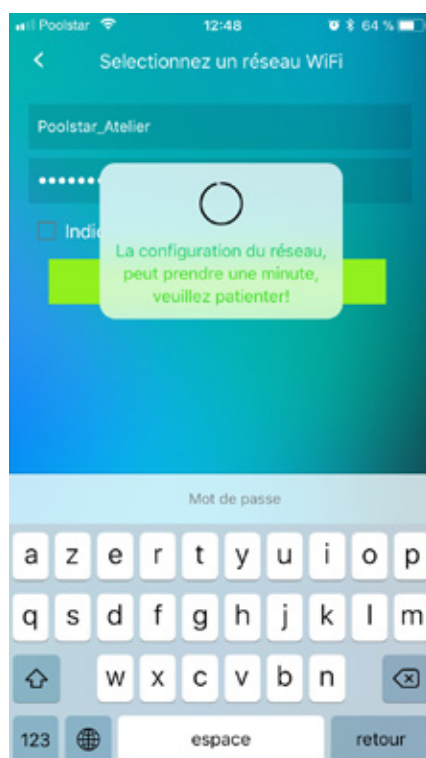 Poolstar 12:48 64 %
Selectionnez un réseau WiFi
Poolstar_Atelier
La configuration du réseau,
peut prendre une minute,
veuillez patienter!
Mot de passe
a z e r t y u i o p
q s d f g h j k l m
w x c v b n
123 espace retour